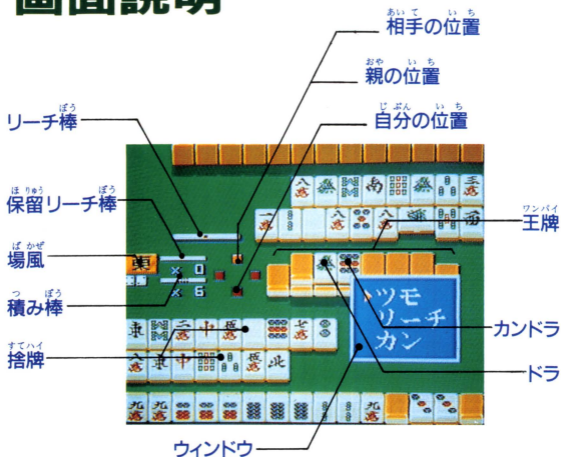 画面説明
相手の位置
親の位置
自分の位置
リーチ棒
保留リーチ棒
王牌
場風
東
x 0
積み棒
x 6
ツモ
リーチ
カン
カンドラ
捨牌
ドラ
ウィンドウ